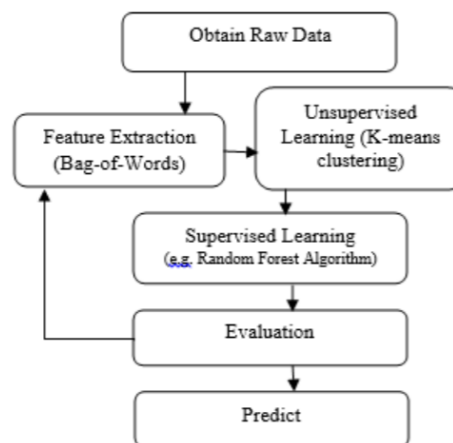 Obtain Raw Data
Feature Extraction
(Bag-of-Words)
Unsupervised
Learning (K-means
clustering)
Supervised Learning
(e.g. Random Forest Algorithm)
Evaluation
Predict